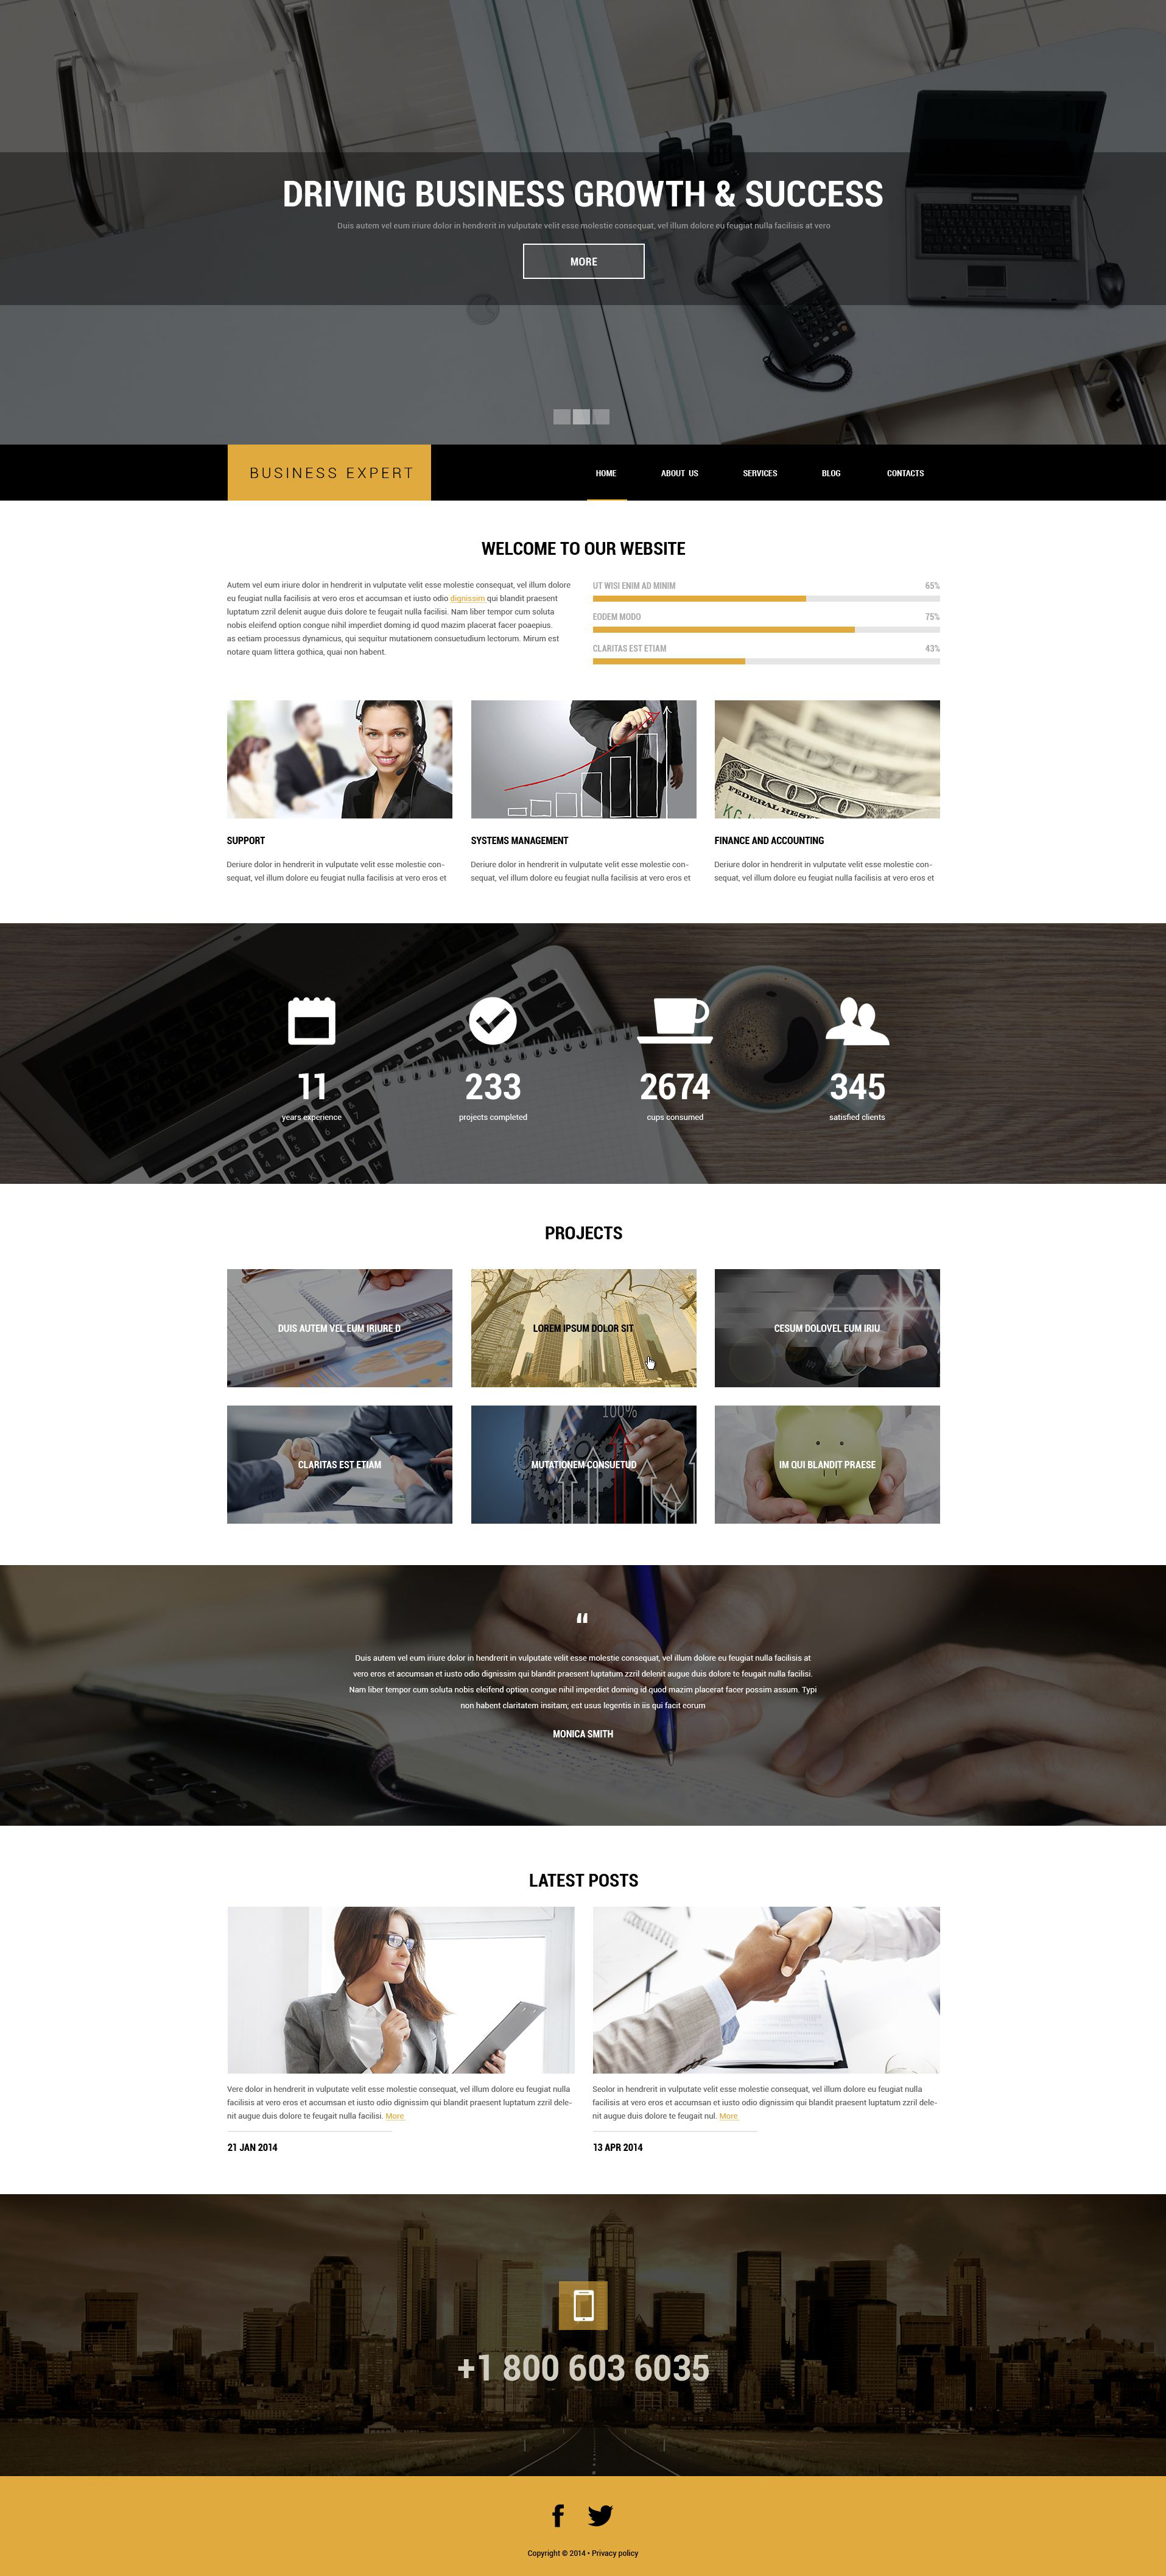 DRIVING BUSINESS GROWTH & SUCCESS
Duis autem vel eum iriure dolor in hendrerit in vulputate velit esse molestie consequat, vel illum dolore eu feugiat nulla facilisis at vero
MORE
BUSINESS EXPERT
HOME ABOUT US SERVICES BLOG CONTACTS
WELCOME TO OUR WEBSITE
Autem vel eum iriure dolor in hendrerit in vulputate velit esse molestie consequat, vel illum dolore
eu feugiat nulla facilisis at vero eros et accumsan et iusto odio dignissim qui blandit praesent
luptatum zzril delenit augue duis dolore te feugait nulla facilisi. Nam liber tempor cum soluta
nobis eleifend option congue nihil imperdiet doming id quod mazim placerat facer poaepius.
as eetiam processus dynamicus, qui sequitur mutationem consuetudium lectorum. Mirum est
notare quam littera gothica, quai non habent.
UT WISI ENIM AD MINIM 65%
EODEM MODO 75%
CLARITAS EST ETIAM 43%
100
FEDERAL RESE
KG
SUPPORT
Deriure dolor in hendrerit in vulputate velit esse molestie con-
sequat, vel illum dolore eu feugiat nulla facilisis at vero eros et
SYSTEMS MANAGEMENT
Deriure dolor in hendrerit in vulputate velit esse molestie con-
sequat, vel illum dolore eu feugiat nulla facilisis at vero eros et
FINANCE AND ACCOUNTING
Deriure dolor in hendrerit in vulputate velit esse molestie con-
sequat, vel illum dolore eu feugiat nulla facilisis at vero eros et
11
years experience
233
projects completed
2674
cups consumed
345
satisfied clients
PROJECTS
DUIS AUTEM VEL EUM IRIURE D
LOREM IPSUM DOLOR SIT
CESUM DOLOVEL EUM IRIU
CLARITAS EST ETIAM
100%
MUTATIONEM CONSUETUD
IM QUI BLANDIT PRAESE
“
Duis autem vel eum iriure dolor in hendrerit in vulputate velit esse molestie consequat, vel illum dolore eu feugiat nulla facilisis at
vero eros et accumsan et iusto odio dignissim qui blandit praesent luptatum zzril delenit augue duis dolore te feugait nulla facilisi.
Nam liber tempor cum soluta nobis eleifend option congue nihil imperdiet doming id quod mazim placerat facer possim assum. Typi
non habent claritatem insitam; est usus legentis in iis qui facit eorum
MONICA SMITH
LATEST POSTS
Vere dolor in hendrerit in vulputate velit esse molestie consequat, vel illum dolore eu feugiat nulla
facilisis at vero eros et accumsan et iusto odio dignissim qui blandit praesent luptatum zzril dele-
nit augue duis dolore te feugait nulla facilisi. More
21 JAN 2014
Seolor in hendrerit in vulputate velit esse molestie consequat, vel illum dolore eu feugiat nulla
facilisis at vero eros et accumsan et iusto odio dignissim qui blandit praesent luptatum zzril dele-
nit augue duis dolore te feugait nul. More
13 APR 2014
+1 800 603 6035
Copyright © 2014 • Privacy policy